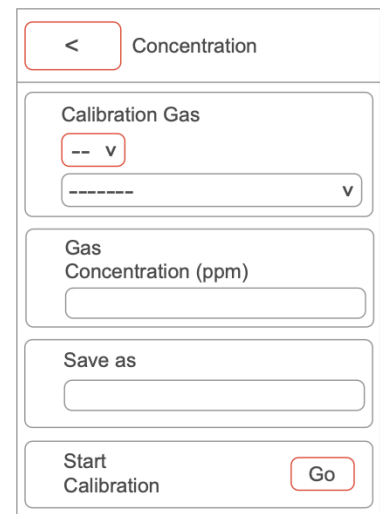 < Concentration
Calibration Gas
-- v
------- v
Gas
Concentration (ppm)
Save as
Start
Calibration
Go